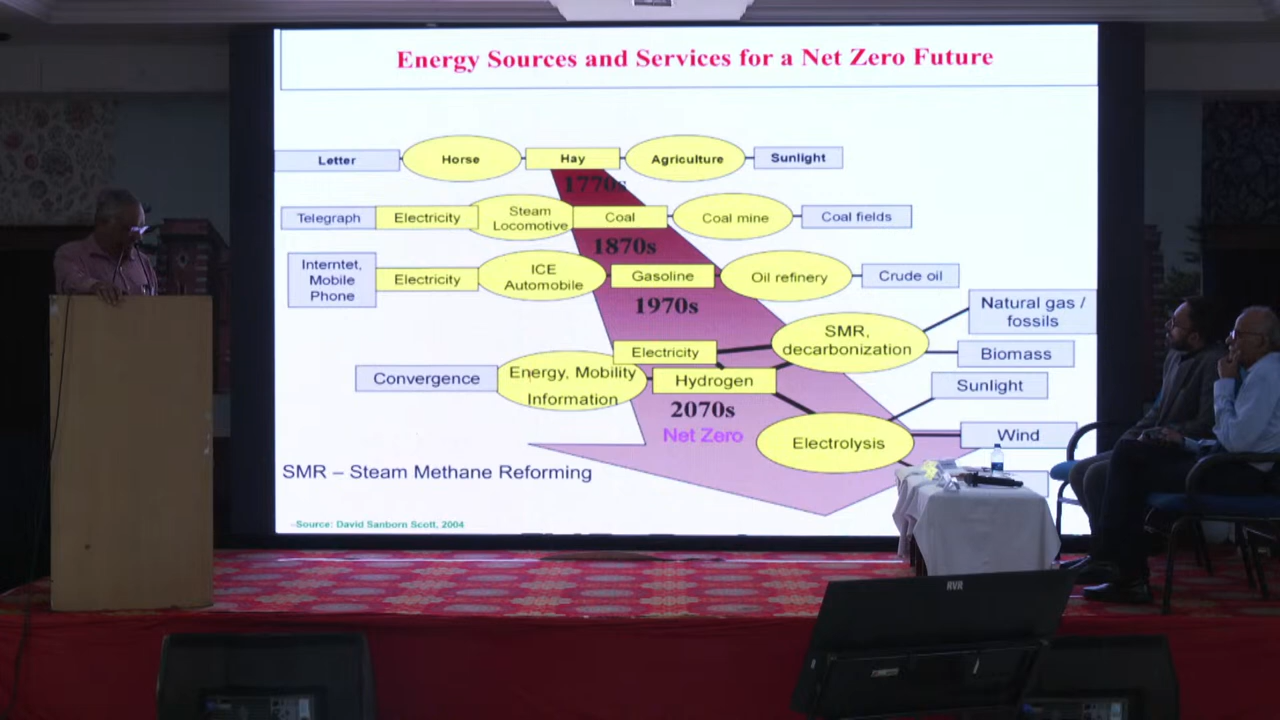 Energy Sources and Services for a Net Zero Future
Letter
Horse
Hay
Agriculture
Sunlight
1770s
Telegraph
Electricity
Steam
Locomotive
Coal
Coal mine
Coal fields
1870s
Interntet,
Mobile
Phone
Electricity
ICE
Automobile
Gasoline
Oil refinery
Crude oil
1970s
Natural gas /
fossils
SMR,
decarbonization
Electricity
Biomass
Convergence
Energy, Mobility
Information
Hydrogen
Sunlight
2070s
Net Zero
Electrolysis
Wind
SMR – Steam Methane Reforming
Source: David Sanborn Scott, 2004
RVR